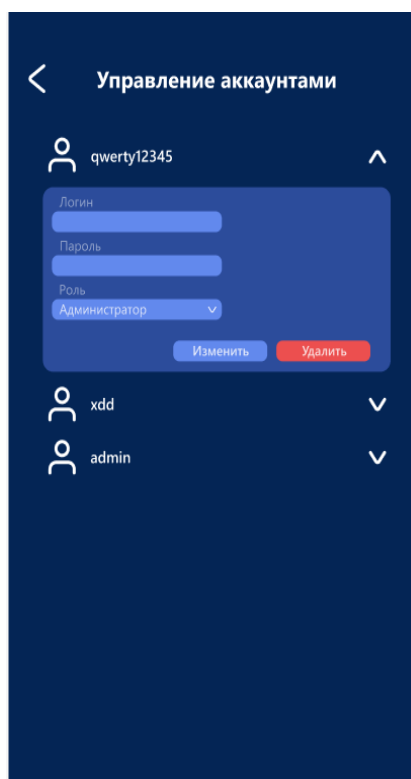 Управление аккаунтами
qwerty12345
Логин
Пароль
Роль
Администратор
Изменить Удалить
xdd
admin